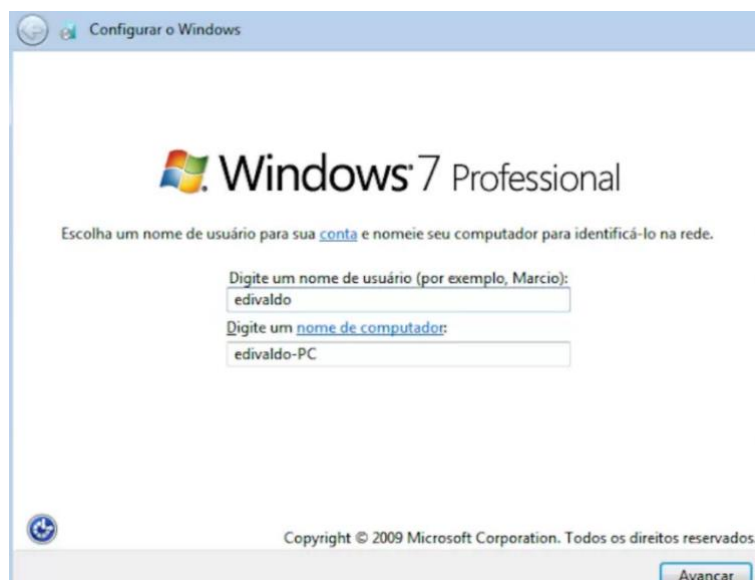 Configurar o Windows
Windows 7 Professional
Escolha um nome de usuário para sua conta e nomeie seu computador para identificá-lo na rede.
Digite um nome de usuário (por exemplo, Marcio):
edivaldo
Digite um nome de computador:
edivaldo-PC
Copyright © 2009 Microsoft Corporation. Todos os direitos reservados.
Avançar